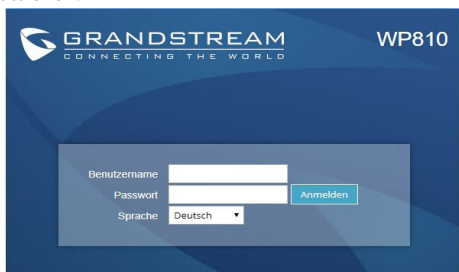 GRANDSTREAM
CONNECTING THE WORLD
WP810
Benutzername
Passwort
Anmelden
Sprache
Deutsch